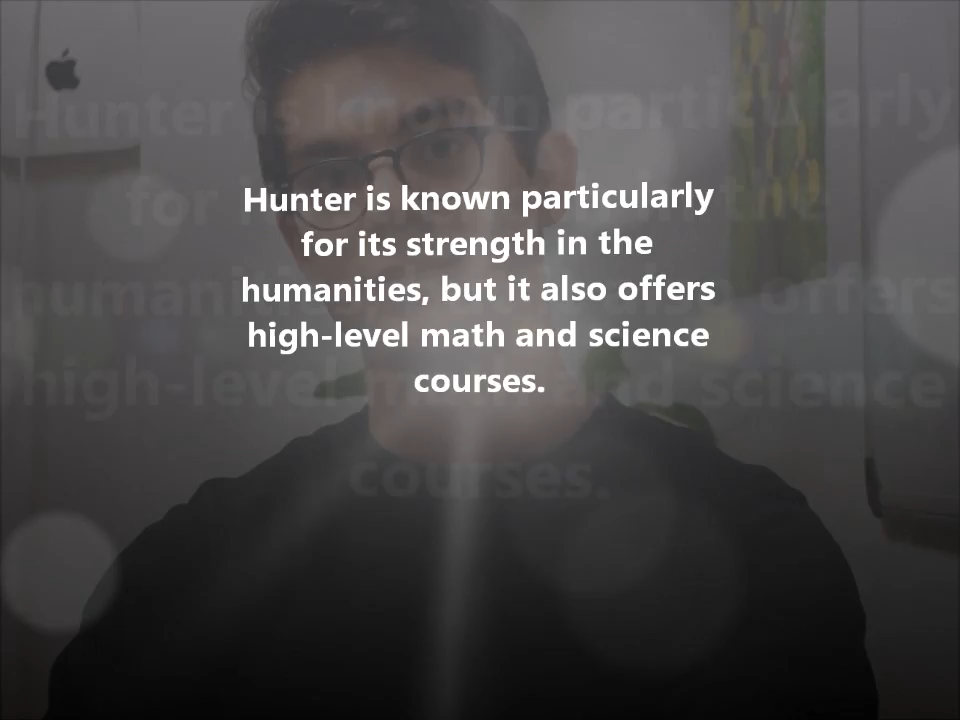 Hunter is known particularly
for its strength in the
humanities, but it also offers
high-level math and science
courses.